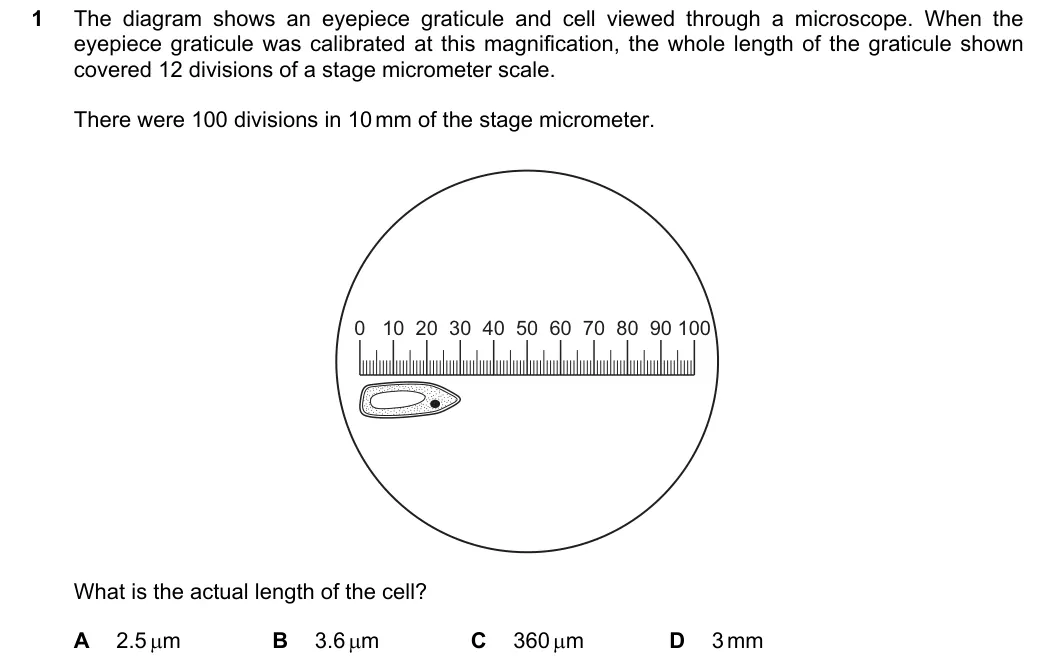 1 The diagram shows an eyepiece graticule and cell viewed through a microscope. When the
eyepiece graticule was calibrated at this magnification, the whole length of the graticule shown
covered 12 divisions of a stage micrometer scale.
There were 100 divisions in 10 mm of the stage micrometer.
0 10 20 30 40 50 60 70 80 90 100
What is the actual length of the cell?
A 2.5 μm B 3.6 μm C 360 μm D 3 mm